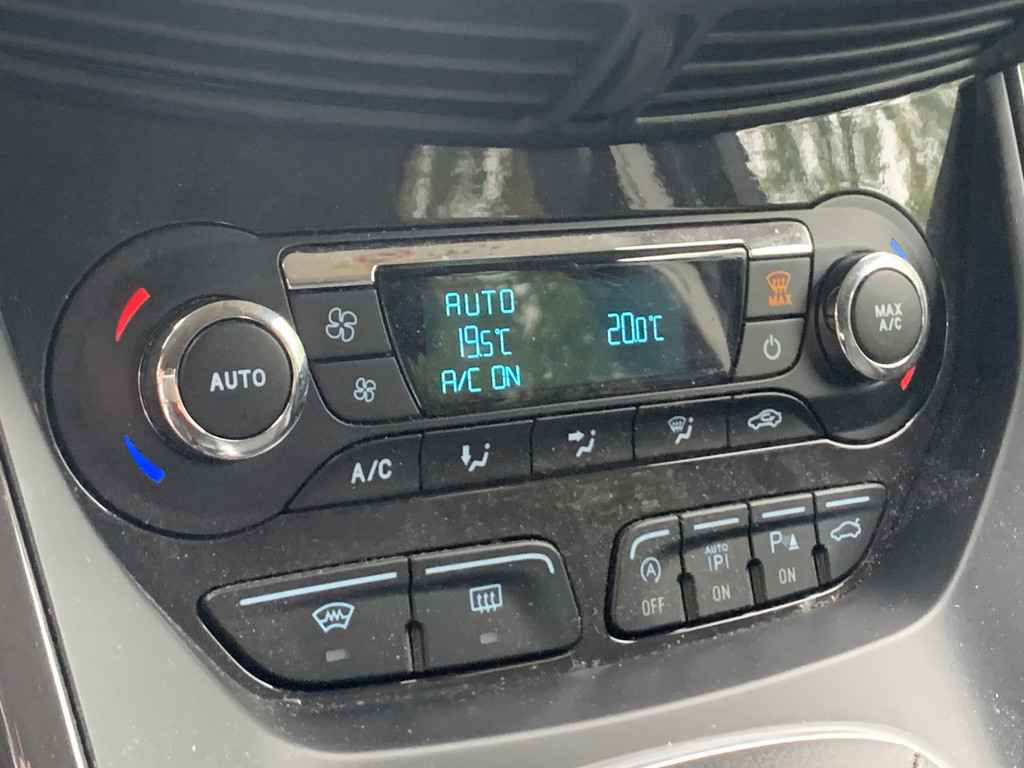 AUTO
19.5°C
20.0°C
A/C ON
MAX
AUTO
MAX
A/C
A/C
A
OFF
AUTO
P
ON
P
ON